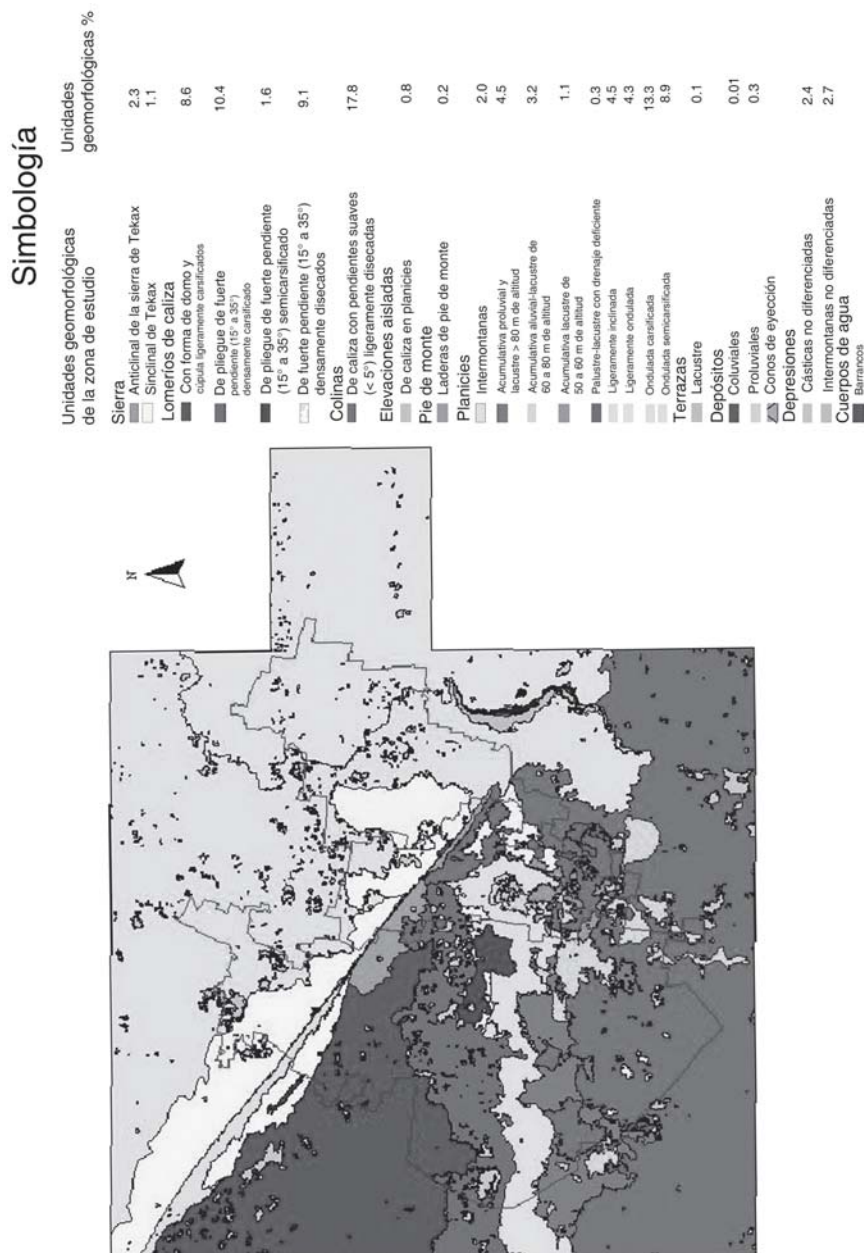 Simbología
Unidades geomorfológicas
de la zona de estudio
Unidades
geomorfológicas %
Sierra
Anticlinal de la sierra de Tekax 2.3
Sinclinal de Tekax 1.1
Lomeríos de caliza
Con forma de domo y 8.6
cúpula ligeramente carsificados
De pliegue de fuerte 10.4
pendiente (15° a 35°)
densamente carsificado
De pliegue de fuerte pendiente 1.6
(15° a 35°) semicarsificado
De fuerte pendiente (15° a 35°) 9.1
densamente disecados
Colinas
De caliza con pendientes suaves 17.8
(< 5°) ligeramente disecadas
Elevaciones aisladas
De caliza en planicies 0.8
Pie de monte
Laderas de pie de monte 0.2
Planicies
Intermontanas 2.0
Acumulativa proluvial y 4.5
lacustre > 80 m de altitud
Acumulativa aluvial-lacustre de 3.2
60 a 80 m de altitud
Acumulativa lacustre de 1.1
50 a 60 m de altitud
Palustre-lacustre con drenaje deficiente 0.3
Ligeramente inclinada 4.5
Ligeramente ondulada 4.3
Ondulada carsificada 13.3
Ondulada semicarsificada 8.9
Terrazas
Lacustre 0.1
Depósitos
Coluviales 0.01
Proluviales 0.3
Conos de eyección
Depresiones
Cásticas no diferenciadas 2.4
Intermontanas no diferenciadas 2.7
Cuerpos de agua
Barrancos
N